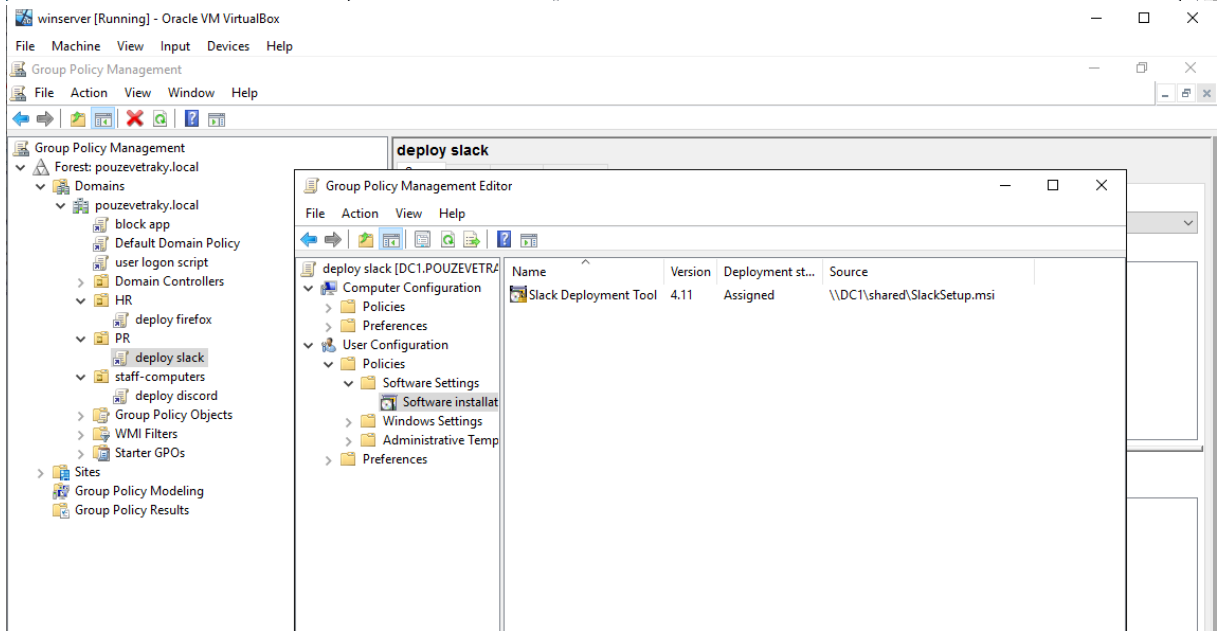 winserver [Running] - Oracle VM VirtualBox
File Machine View Input Devices Help
Group Policy Management
File Action View Window Help
Group Policy Management
Forest: pouzevetraky.local
Domains
pouzevetraky.local
block app
Default Domain Policy
user logon script
Domain Controllers
HR
deploy firefox
PR
deploy slack
staff-computers
deploy discord
Group Policy Objects
WMI Filters
Starter GPOs
Sites
Group Policy Modeling
Group Policy Results
deploy slack
Group Policy Management Editor
File Action View Help
deploy slack [DC1.POUZEVETRA
Computer Configuration
Policies
Preferences
User Configuration
Policies
Software Settings
Software installat
Windows Settings
Administrative Temp
Preferences
Name Version Deployment st... Source
Slack Deployment Tool 4.11 Assigned \\DC1\shared\SlackSetup.msi